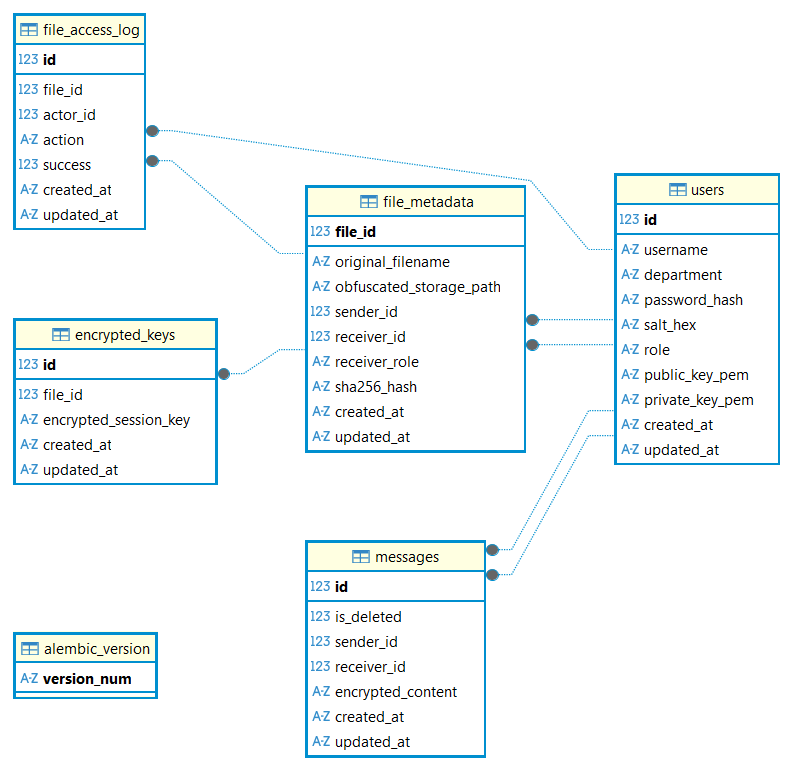 file_access_log
123 id
123 file_id
123 actor_id
A-Z action
123 success
A-Z created_at
A-Z updated_at
file_metadata
123 file_id
A-Z original_filename
A-Z obfuscated_storage_path
123 sender_id
123 receiver_id
A-Z receiver_role
A-Z sha256_hash
A-Z created_at
A-Z updated_at
users
123 id
A-Z username
A-Z department
A-Z password_hash
A-Z salt_hex
A-Z role
A-Z public_key_pem
A-Z private_key_pem
A-Z created_at
A-Z updated_at
encrypted_keys
123 id
123 file_id
A-Z encrypted_session_key
A-Z created_at
A-Z updated_at
messages
123 id
123 is_deleted
123 sender_id
123 receiver_id
A-Z encrypted_content
A-Z created_at
A-Z updated_at
alembic_version
A-Z version_num